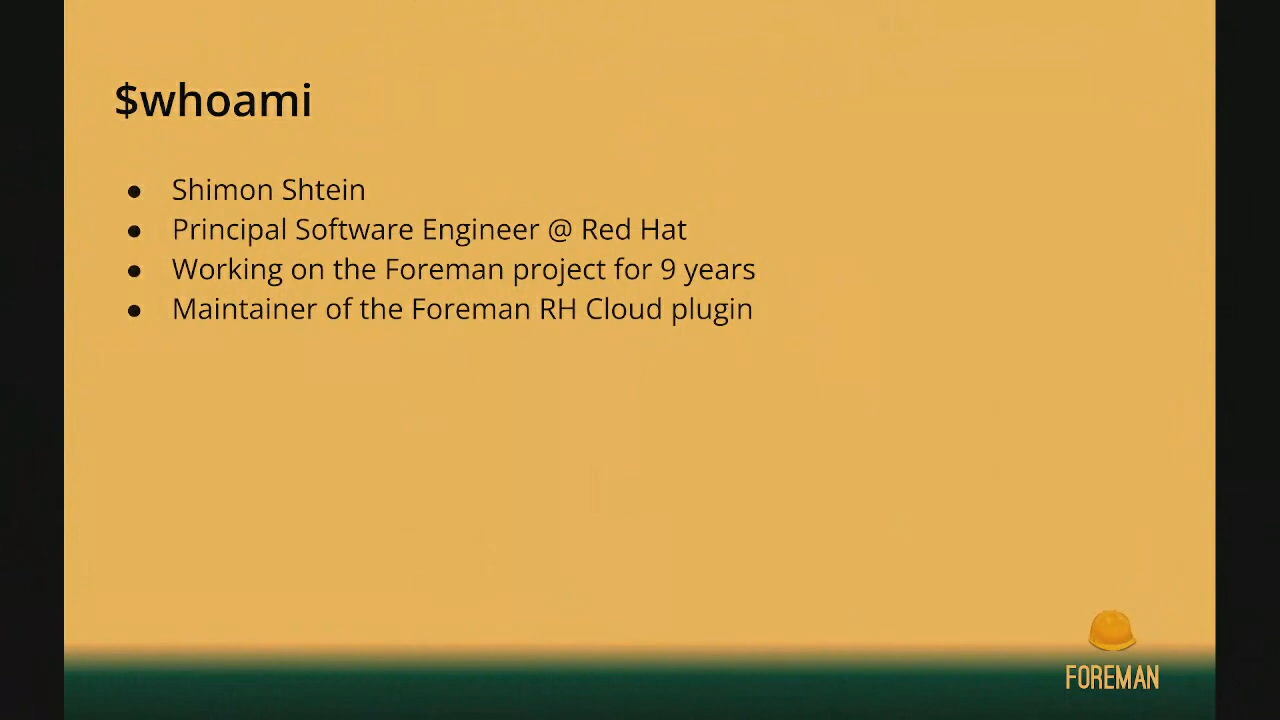 $whoami
● Shimon Shtein
● Principal Software Engineer @ Red Hat
● Working on the Foreman project for 9 years
● Maintainer of the Foreman RH Cloud plugin
FOREMAN